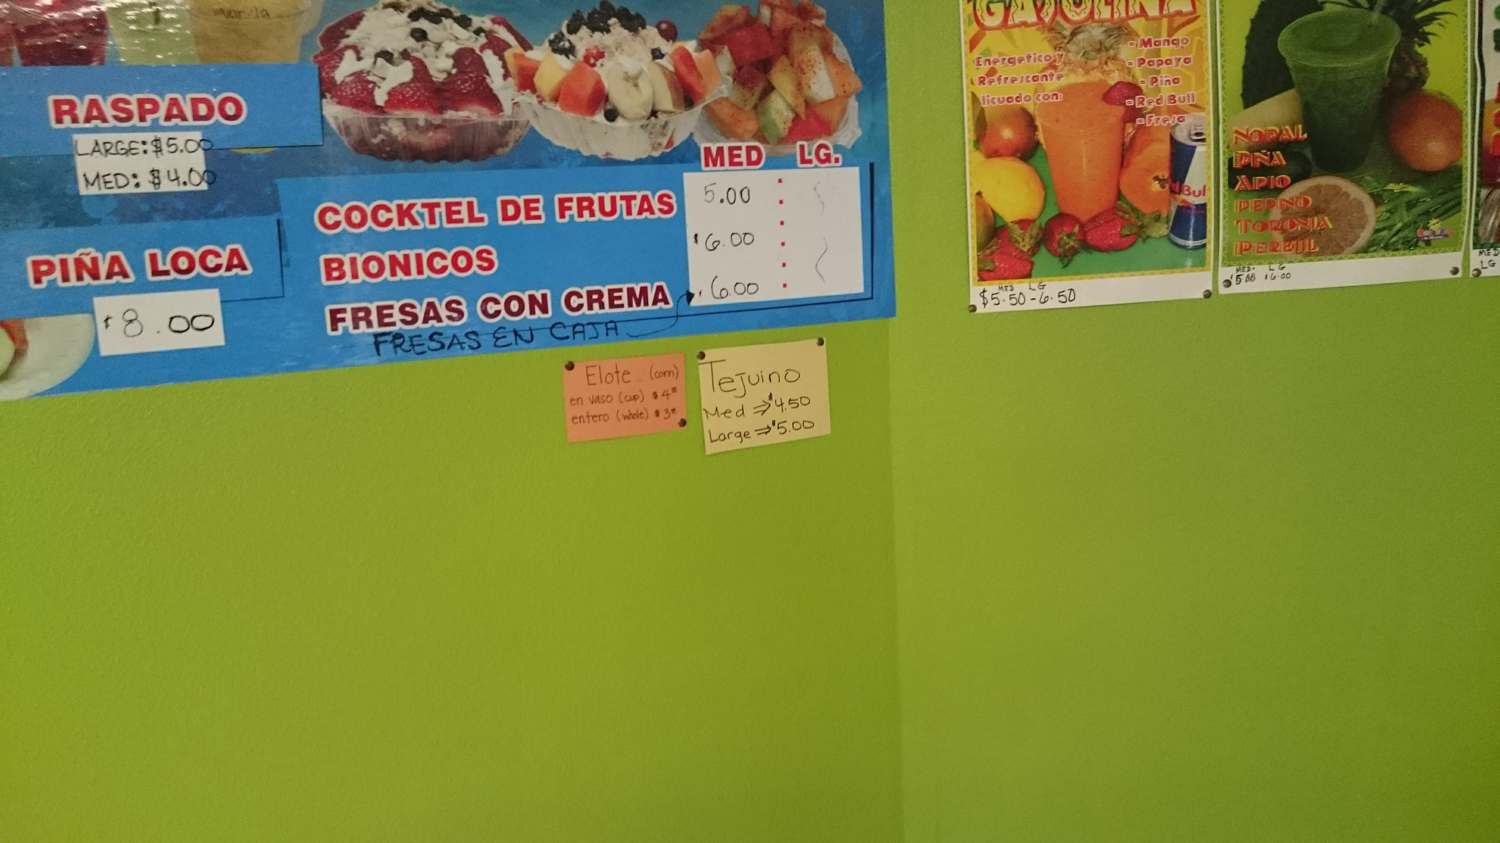 RASPADO
LARGE: $5.00
MED: $4.00
PIÑA LOCA
$8.00
MED LG.
COCKTEL DE FRUTAS 5.00
BIONICOS $6.00
FRESAS CON CREMA 6.00
FRESAS EN CAJA
Elote (corn)
en vaso (cup) $4
entero (whole) $3
Tejuino
Med ⇒ $4.50
Large ⇒ $5.00
GASOLINA
Energetico y
Refrescante
licuado con:
- Mango
- Papaya
- Piña
- Red Bull
- Fresa
MED LG
$5.50 - 6.50
NOPAL
PIÑA
APIO
PEPINO
TORONJA
PEREJIL
MED. LG
$5.00 $6.00
MED
LG